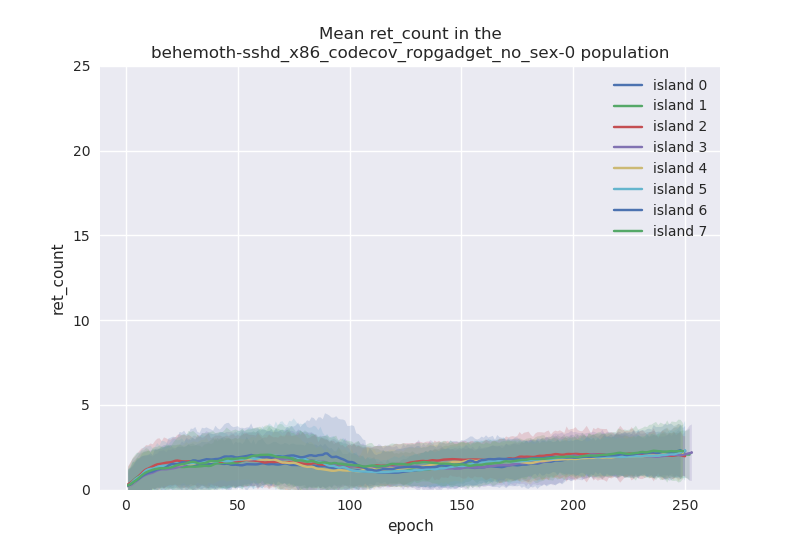 Mean ret_count in the
behemoth-sshd_x86_codecov_ropgadget_no_sex-0 population
25
20
15
10
5
0
ret_count
island 0
island 1
island 2
island 3
island 4
island 5
island 6
island 7
0 50 100 150 200 250
epoch